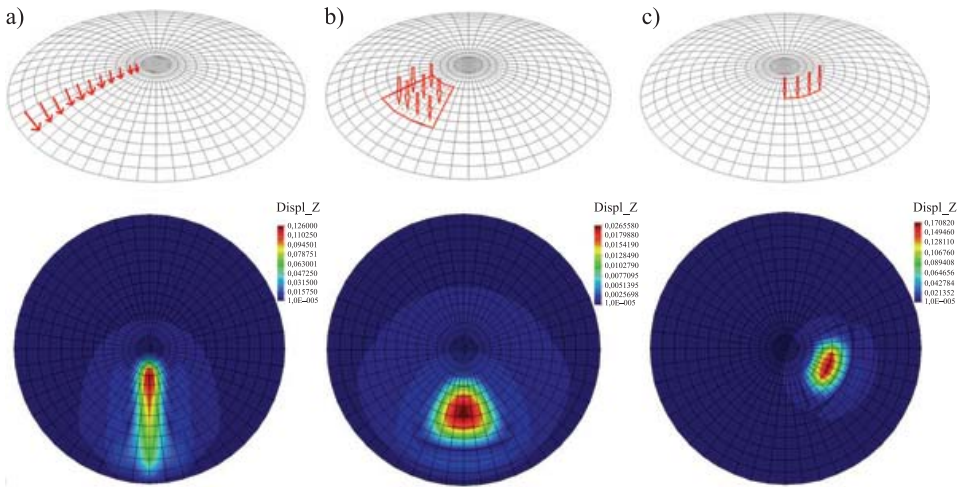 a)
b)
c)
Displ_Z
0,126000
0,110250
0,094501
0,078751
0,063001
0,047250
0,031500
0,015750
1,0E-005
Displ_Z
0,0265580
0,0179880
0,0154190
0,0128490
0,0102790
0,0077095
0,0051395
0,0025698
1,0E-005
Displ_Z
0,170820
0,149460
0,128110
0,106760
0,089408
0,064656
0,042784
0,021352
1,0E-005